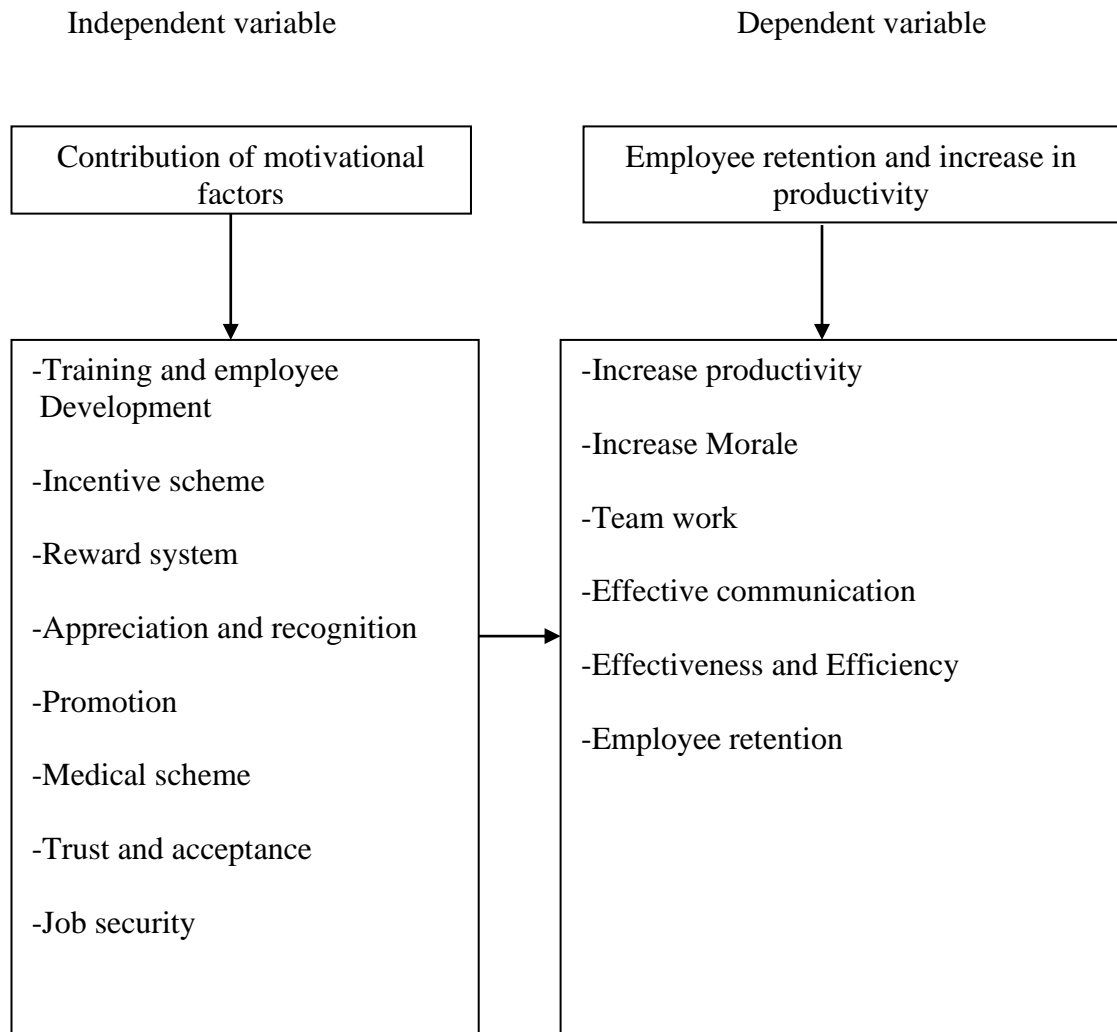 Independent variable
Dependent variable
Contribution of motivational
factors
Employee retention and increase in
productivity
-Training and employee
Development
-Incentive scheme
-Reward system
-Appreciation and recognition
-Promotion
-Medical scheme
-Trust and acceptance
-Job security
-Increase productivity
-Increase Morale
-Team work
-Effective communication
-Effectiveness and Efficiency
-Employee retention